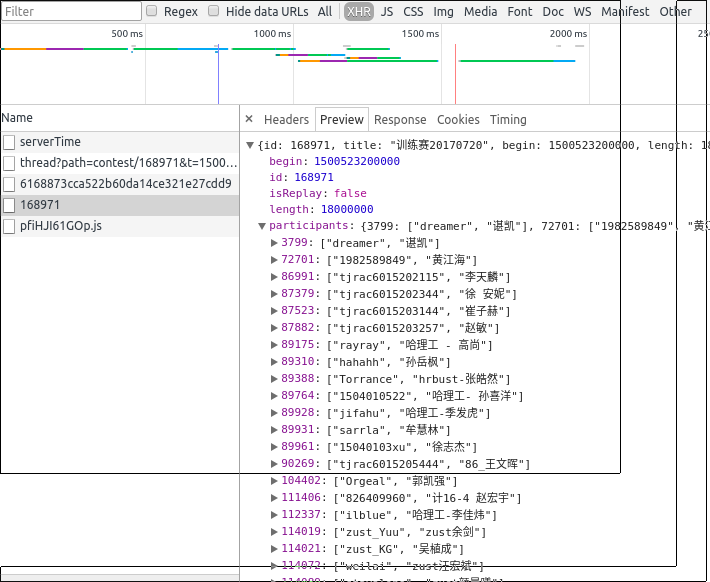 Filter Regex Hide data URLs All XHR JS CSS Img Media Font Doc WS Manifest Other
500 ms 1000 ms 1500 ms 2000 ms 25
Name
serverTime
thread?path=contest/168971&t=1500...
6168873cca522b60da14ce321e27cdd9
168971
pfiHJI61GOp.js
× Headers Preview Response Cookies Timing
▼{id: 168971, title: "训练赛20170720", begin: 1500523200000, length: 18
begin: 1500523200000
id: 168971
isReplay: false
length: 18000000
▼participants: {3799: ["dreamer", "谌凯"], 72701: ["1982589849", "黄江
▶3799: ["dreamer", "谌凯"]
▶72701: ["1982589849", "黄江海"]
▶86991: ["tjrac6015202115", "李天麟"]
▶87379: ["tjrac6015202344", "徐 安妮"]
▶87523: ["tjrac6015203144", "崔子赫"]
▶87882: ["tjrac6015203257", "赵敏"]
▶89175: ["rayray", "哈理工 - 高尚"]
▶89310: ["hahahh", "孙岳枫"]
▶89388: ["Torrance", "hrbust-张皓然"]
▶89764: ["1504010522", "哈理工- 孙喜洋"]
▶89928: ["jifahu", "哈理工-季发虎"]
▶89931: ["sarrla", "牟慧林"]
▶89961: ["15040103xu", "徐志杰"]
▶90269: ["tjrac6015205444", "86_王文晖"]
▶104402: ["Orgeal", "郭凯强"]
▶111406: ["826409960", "计16-4 赵宏宇"]
▶112337: ["ilblue", "哈理工-李佳炜"]
▶114019: ["zust_Yuu", "zust余剑"]
▶114021: ["zust_KG", "吴植成"]
▶114072: ["weilai", "zust汪宏斌"]